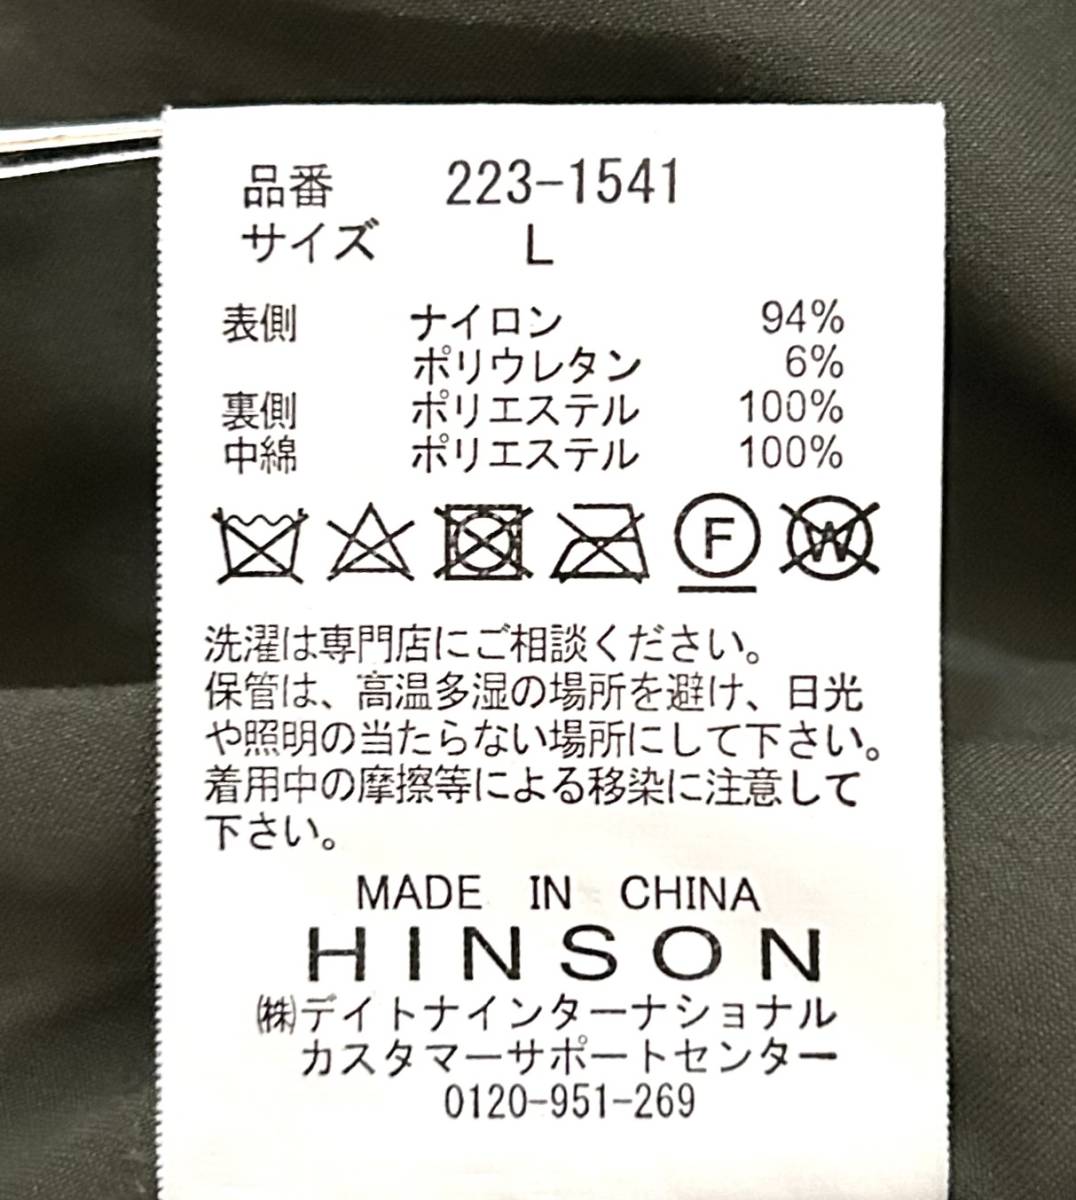 品番 223-1541
サイズ L
表側 ナイロン 94%
ポリウレタン 6%
裏側 ポリエステル 100%
中綿 ポリエステル 100%
F W
洗濯は専門店にご相談ください。
保管は、高温多湿の場所を避け、日光
や照明の当たらない場所にして下さい。
着用中の摩擦等による移染に注意して
下さい。
MADE IN CHINA
HINSON
㈱デイトナインターナショナル
カスタマーサポートセンター
0120-951-269